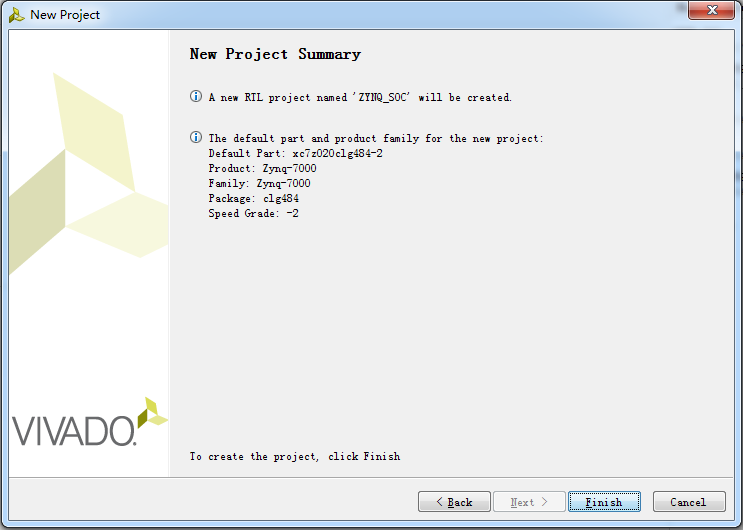 New Project
New Project Summary
A new RTL project named 'ZYNQ_SOC' will be created.
The default part and product family for the new project:
Default Part: xc7z020clg484-2
Product: Zynq-7000
Family: Zynq-7000
Package: clg484
Speed Grade: -2
VIVADO.
To create the project, click Finish
< Back
Next >
Finish
Cancel